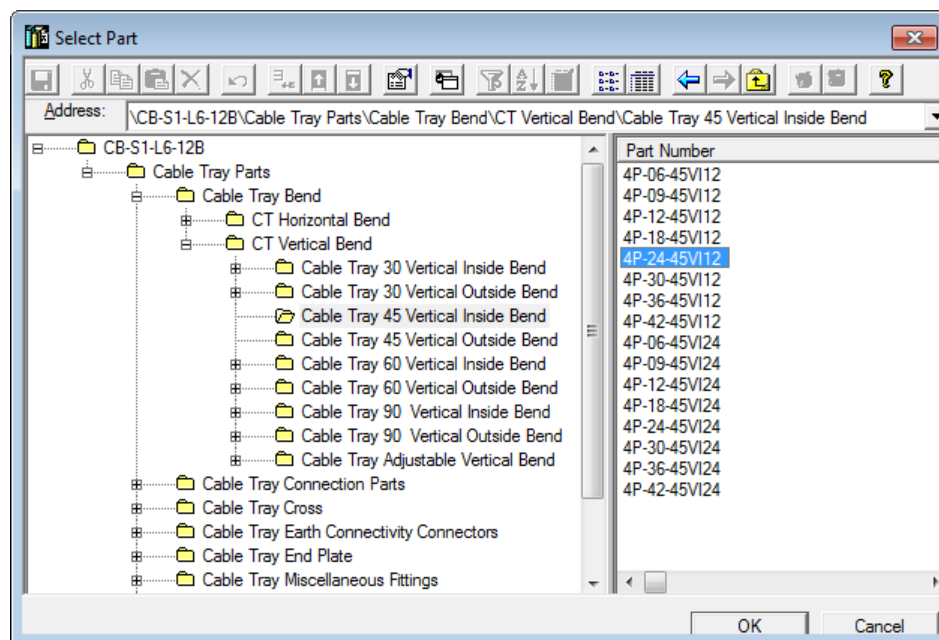 Select Part
Address: \CB-S1-L6-12B\Cable Tray Parts\Cable Tray Bend\CT Vertical Bend\Cable Tray 45 Vertical Inside Bend
CB-S1-L6-12B
Cable Tray Parts
Cable Tray Bend
CT Horizontal Bend
CT Vertical Bend
Cable Tray 30 Vertical Inside Bend
Cable Tray 30 Vertical Outside Bend
Cable Tray 45 Vertical Inside Bend
Cable Tray 45 Vertical Outside Bend
Cable Tray 60 Vertical Inside Bend
Cable Tray 60 Vertical Outside Bend
Cable Tray 90 Vertical Inside Bend
Cable Tray 90 Vertical Outside Bend
Cable Tray Adjustable Vertical Bend
Cable Tray Connection Parts
Cable Tray Cross
Cable Tray Earth Connectivity Connectors
Cable Tray End Plate
Cable Tray Miscellaneous Fittings
Part Number
4P-06-45VI12
4P-09-45VI12
4P-12-45VI12
4P-18-45VI12
4P-24-45VI12
4P-30-45VI12
4P-36-45VI12
4P-42-45VI12
4P-06-45VI24
4P-09-45VI24
4P-12-45VI24
4P-18-45VI24
4P-24-45VI24
4P-30-45VI24
4P-36-45VI24
4P-42-45VI24
OK
Cancel